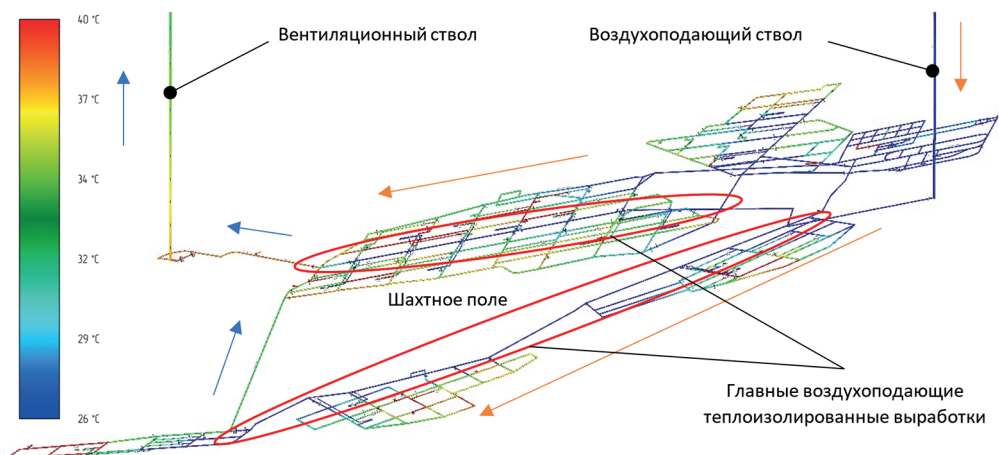 40 °C
37 °C
34 °C
32 °C
29 °C
26 °C
Вентиляционный ствол
Воздухоподающий ствол
Шахтное поле
Главные воздухоподающие
теплоизолированные выработки